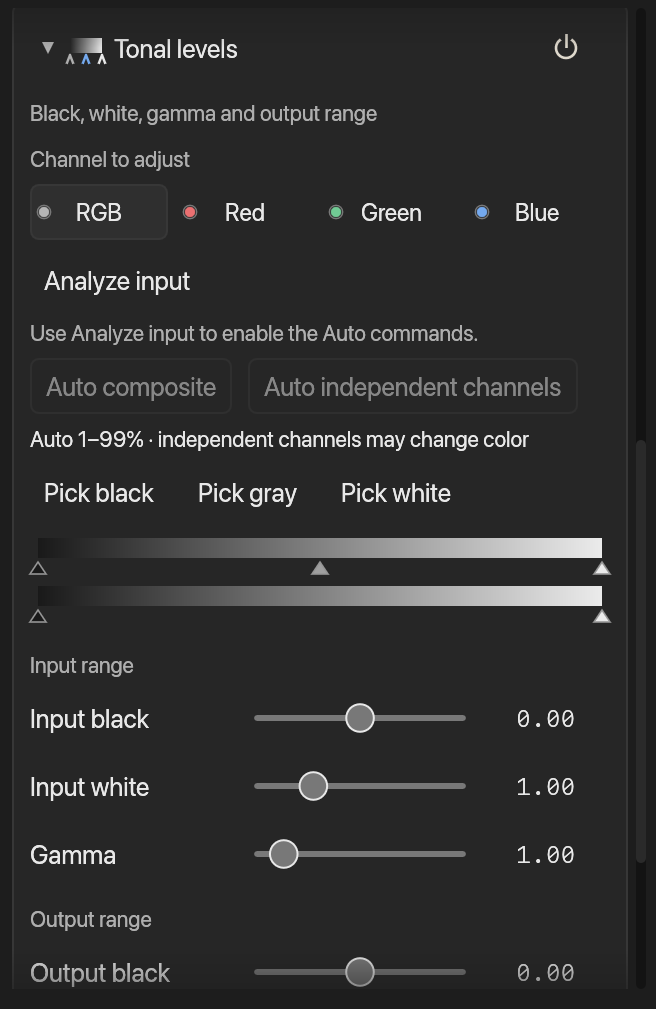 Tonal levels
Black, white, gamma and output range
Channel to adjust
RGB Red Green Blue
Analyze input
Use Analyze input to enable the Auto commands.
Auto composite Auto independent channels
Auto 1–99% · independent channels may change color
Pick black Pick gray Pick white
Input range
Input black 0.00
Input white 1.00
Gamma 1.00
Output range
Output black 0.00